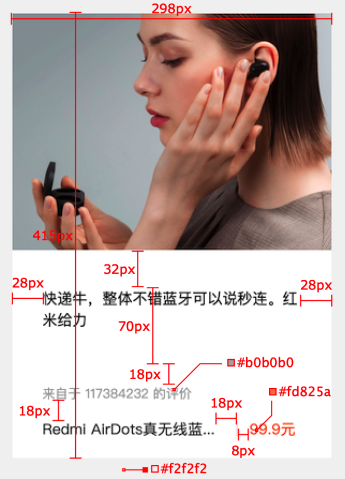 298px
415px
32px
28px
28px
快递牛，整体不错蓝牙可以说秒连。红
米给力
70px
18px
#b0b0b0
来自于 117384232 的评价
#fd825a
18px
18px
Redmi AirDots真无线蓝...
99.9元
8px
#f2f2f2